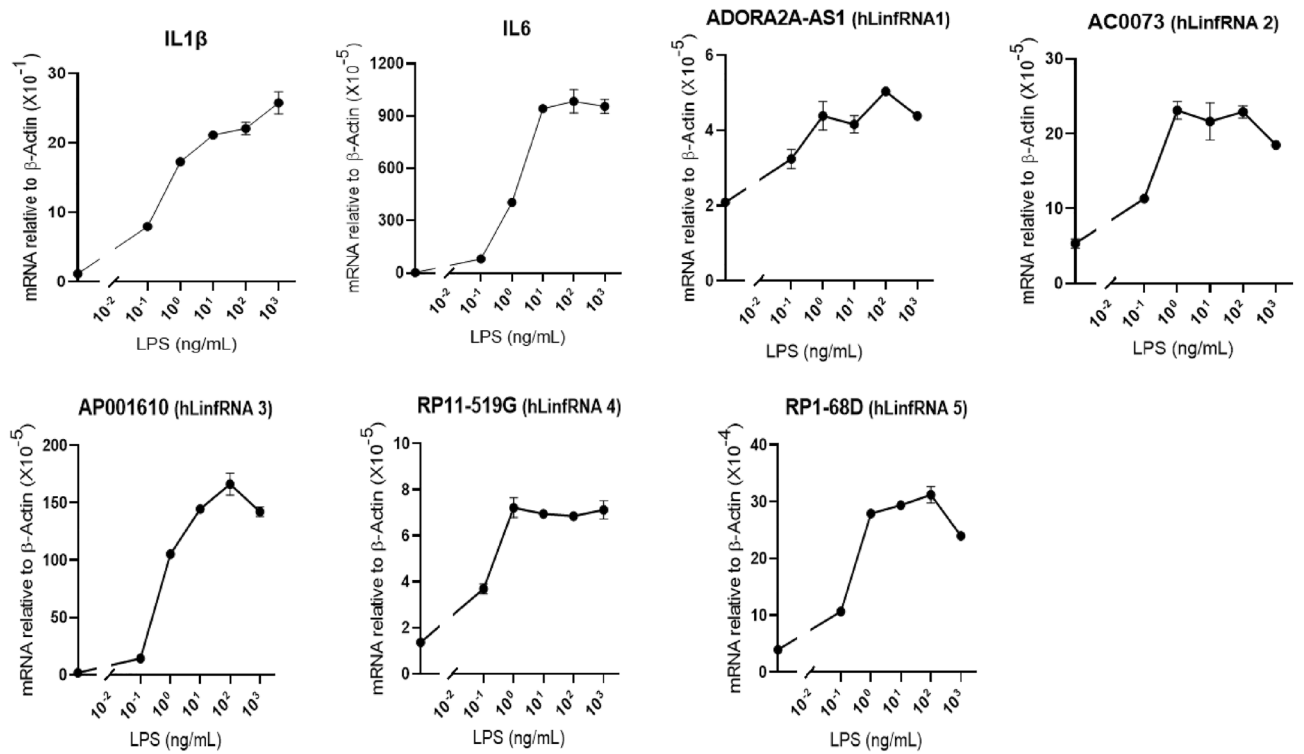 IL1β
mRNA relative to β-Actin (X10⁻¹)
30
20
10
0
10⁻² 10⁻¹ 10⁰ 10¹ 10² 10³
LPS (ng/mL)
IL6
mRNA relative to β-Actin (X10⁻⁵)
1200
900
600
300
0
10⁻² 10⁻¹ 10⁰ 10¹ 10² 10³
LPS (ng/mL)
ADORA2A-AS1 (hLinfRNA1)
mRNA relative to β-Actin (X10⁻⁵)
6
4
2
0
10⁻² 10⁻¹ 10⁰ 10¹ 10² 10³
LPS (ng/mL)
AC0073 (hLinfRNA 2)
mRNA relative to β-Actin (X10⁻⁵)
30
20
10
0
10⁻² 10⁻¹ 10⁰ 10¹ 10² 10³
LPS (ng/mL)
AP001610 (hLinfRNA 3)
mRNA relative to β-Actin (X10⁻⁵)
200
150
100
50
0
10⁻² 10⁻¹ 10⁰ 10¹ 10² 10³
LPS (ng/mL)
RP11-519G (hLinfRNA 4)
mRNA relative to β-Actin (X10⁻⁵)
10
8
6
4
2
0
10⁻² 10⁻¹ 10⁰ 10¹ 10² 10³
LPS (ng/mL)
RP1-68D (hLinfRNA 5)
mRNA relative to β-Actin (X10⁻⁴)
40
30
20
10
0
10⁻² 10⁻¹ 10⁰ 10¹ 10² 10³
LPS (ng/mL)